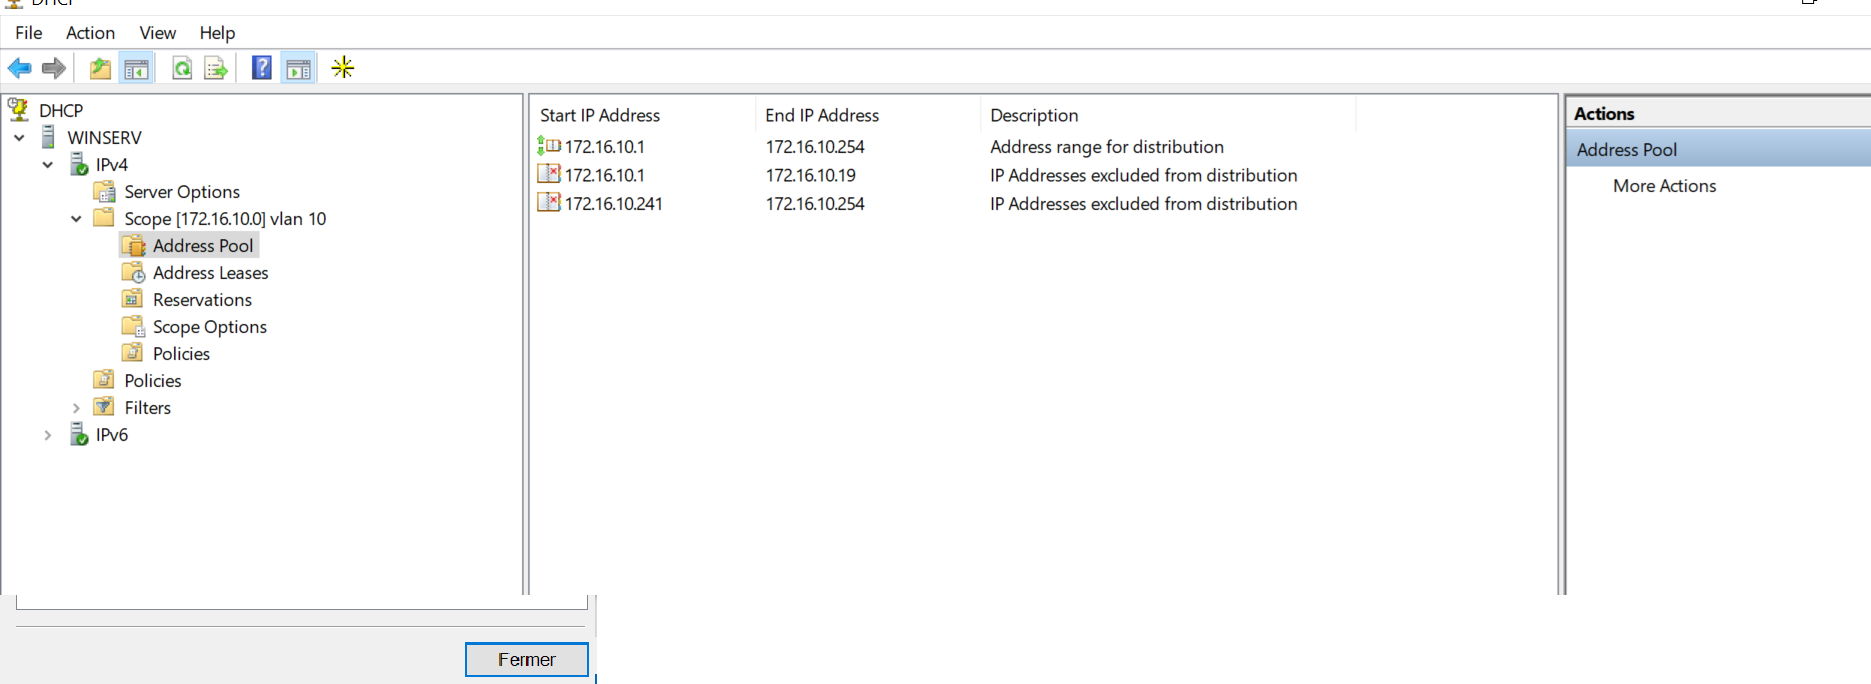 DHCP
File Action View Help
DHCP
WINSERV
IPv4
Server Options
Scope [172.16.10.0] vlan 10
Address Pool
Address Leases
Reservations
Scope Options
Policies
Policies
Filters
IPv6
Start IP Address End IP Address Description
172.16.10.1 172.16.10.254 Address range for distribution
172.16.10.1 172.16.10.19 IP Addresses excluded from distribution
172.16.10.241 172.16.10.254 IP Addresses excluded from distribution
Actions
Address Pool
More Actions
Fermer